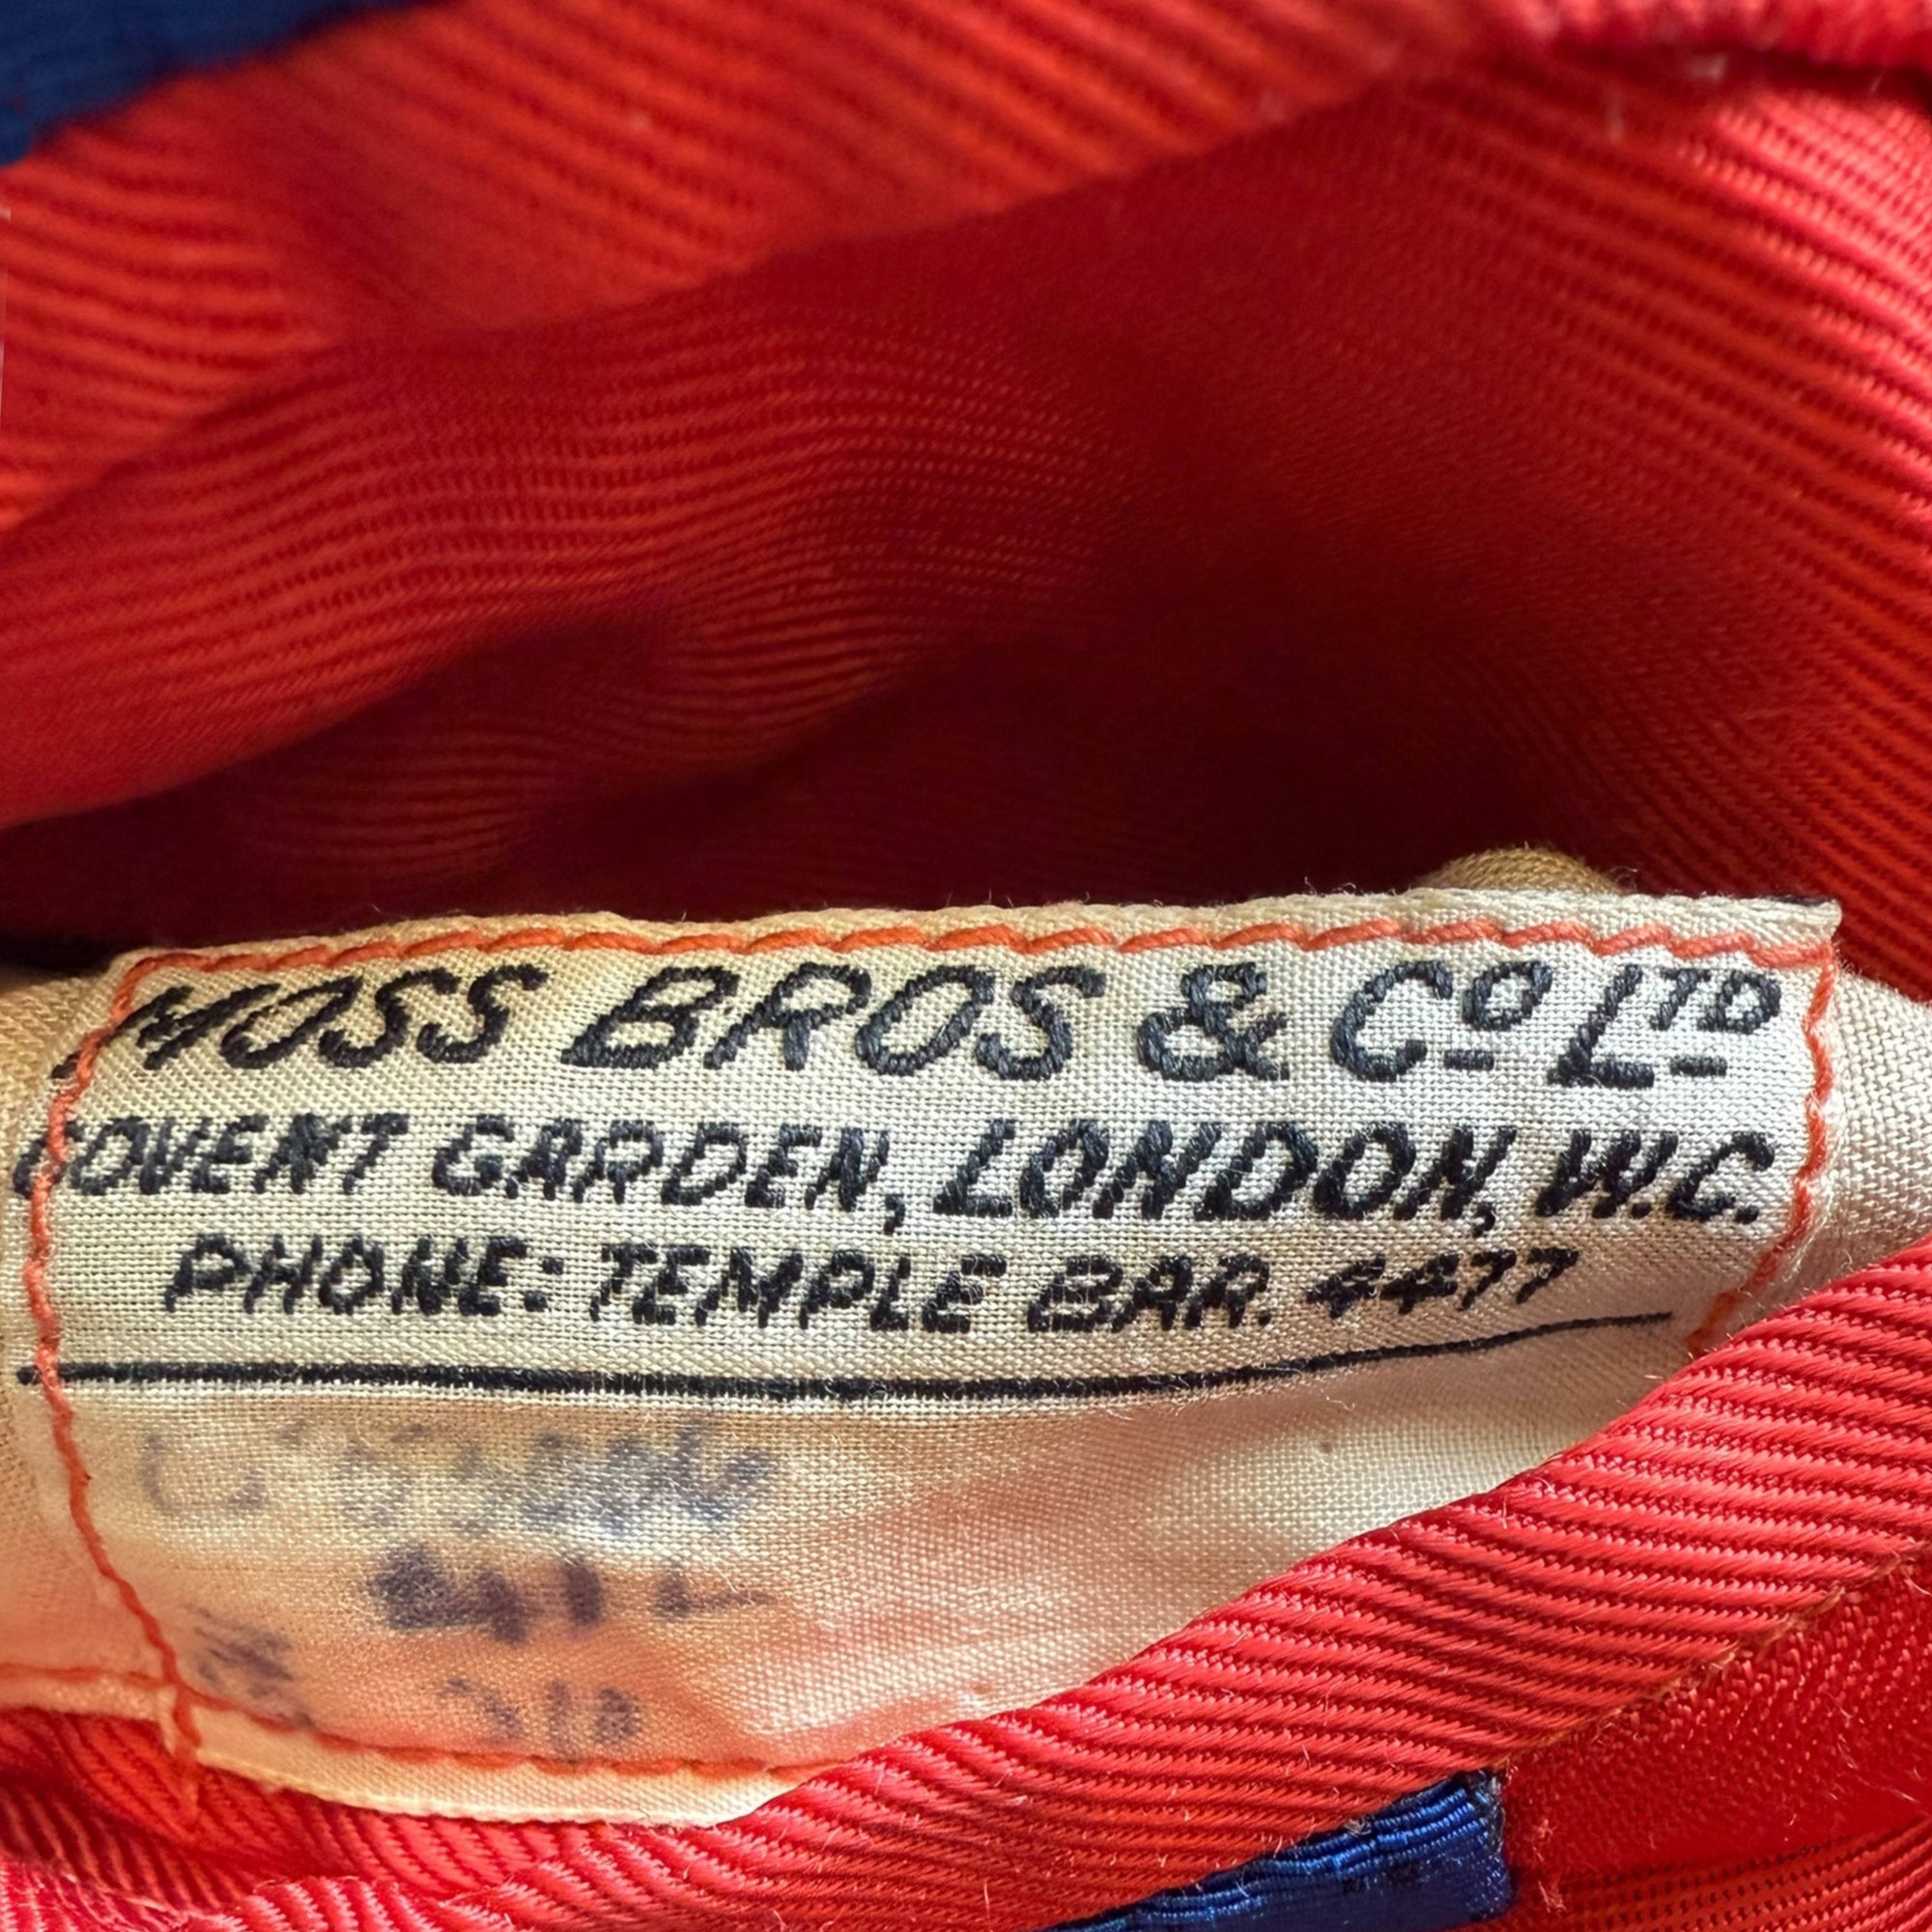 MOSS BROS & CO LTD
COVENT GARDEN, LONDON, W.C.
PHONE: TEMPLE BAR. 4477